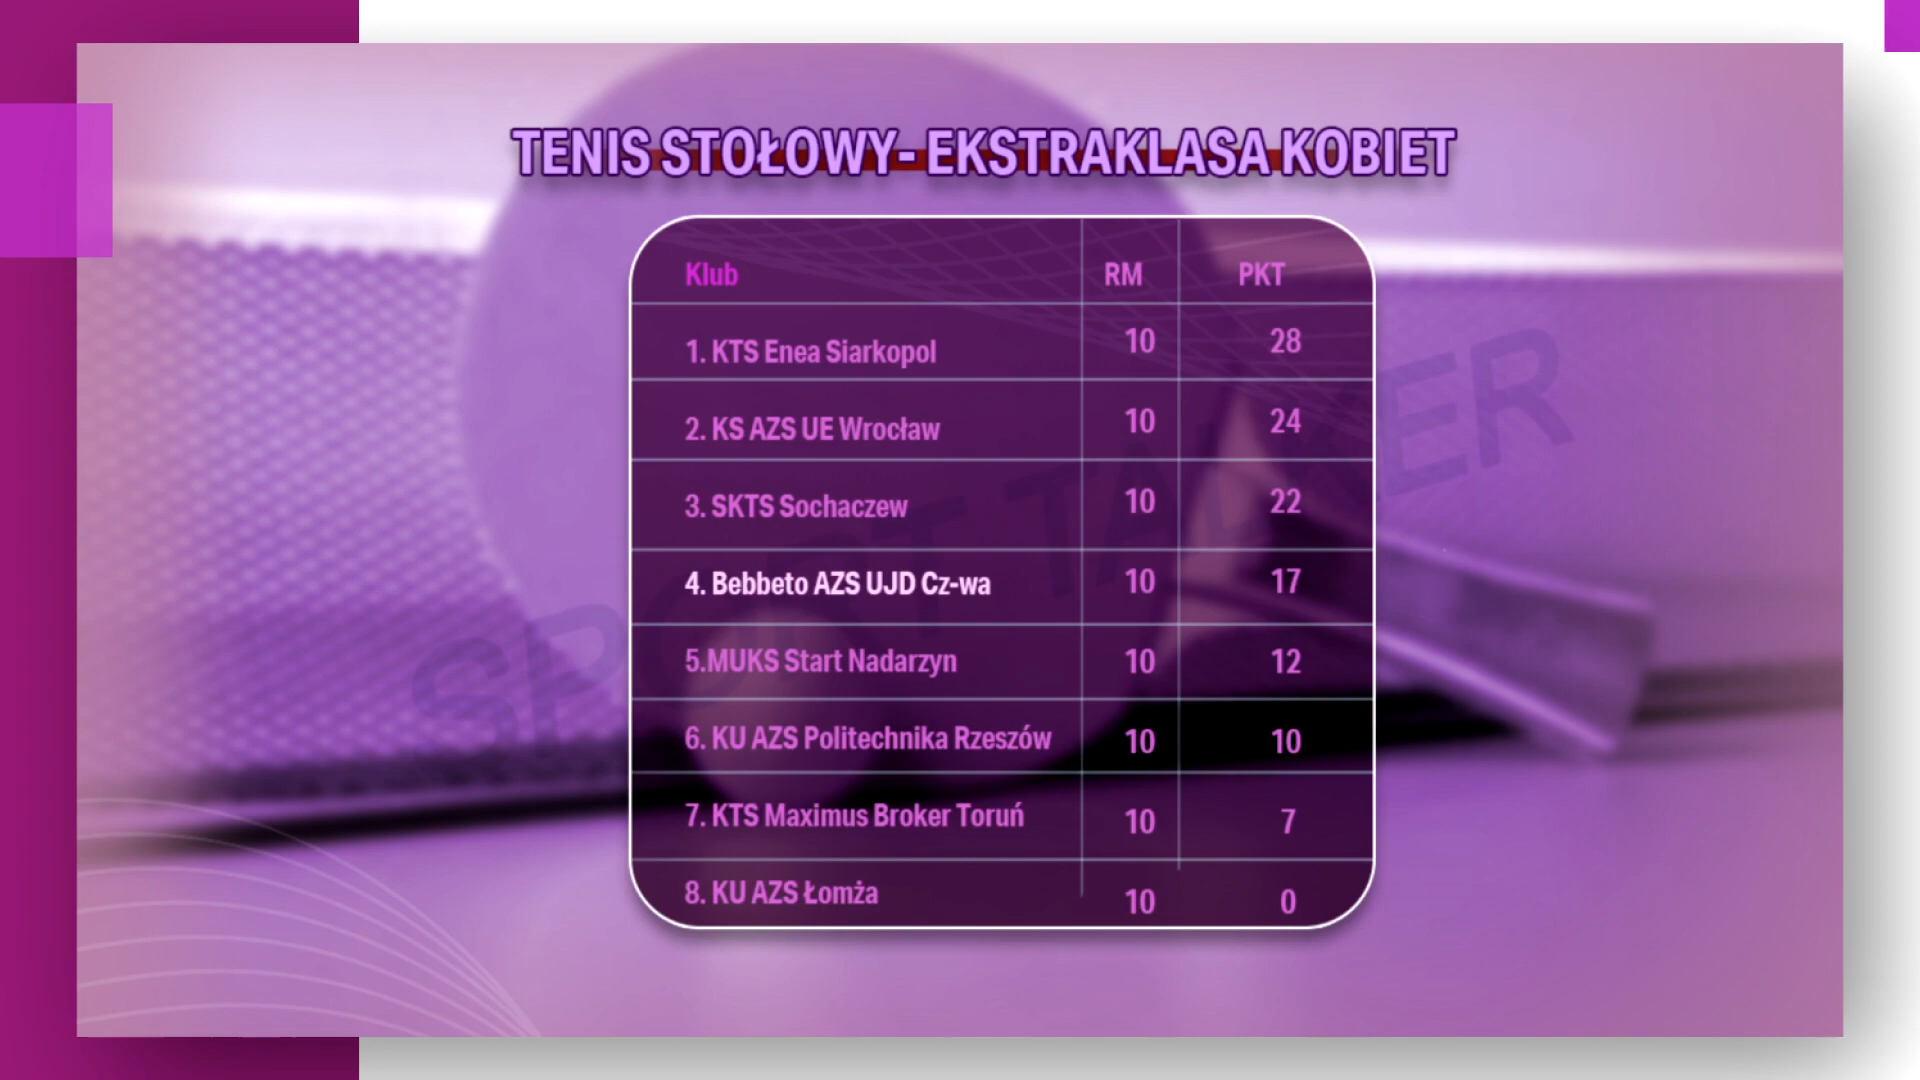 TENIS STOŁOWY- EKSTRAKLASA KOBIET
Klub RM PKT
1. KTS Enea Siarkopol 10 28
2. KS AZS UE Wrocław 10 24
3. SKTS Sochaczew 10 22
4. Bebbeto AZS UJD Cz-wa 10 17
5.MUKS Start Nadarzyn 10 12
6. KU AZS Politechnika Rzeszów 10 10
7. KTS Maximus Broker Toruń 10 7
8. KU AZS Łomża 10 0
SPORT TALKER